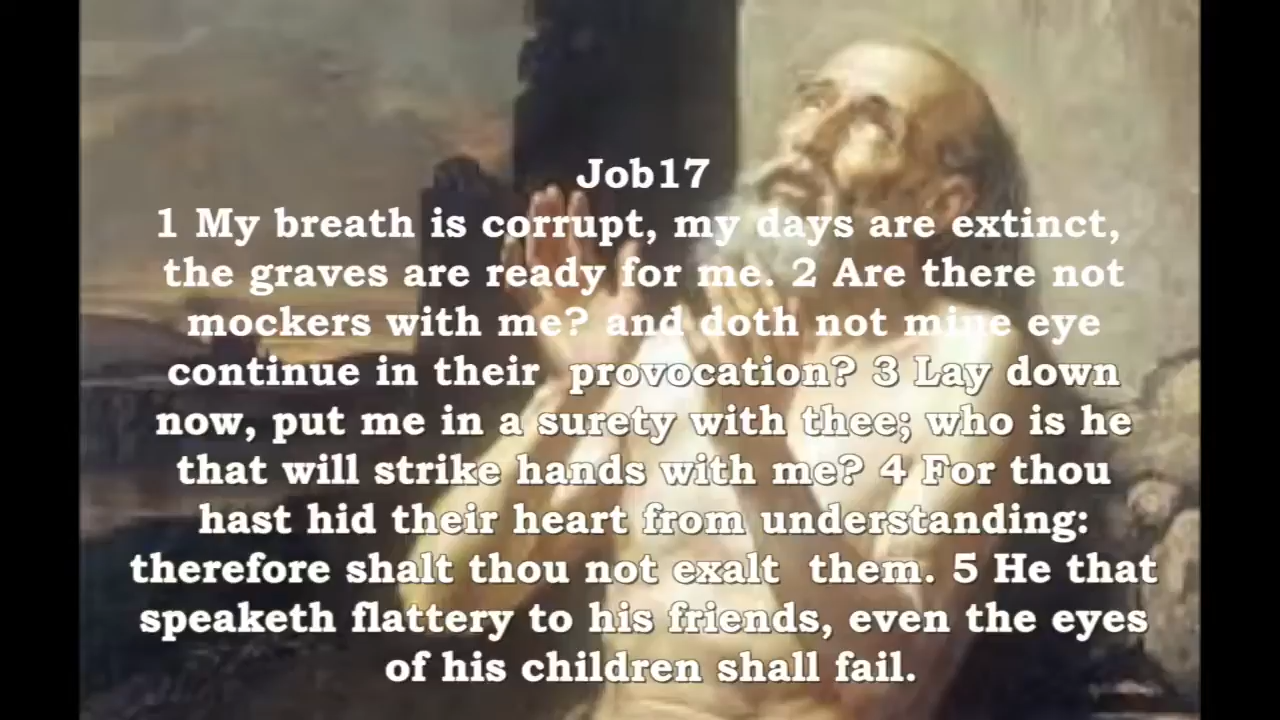 Job17
1 My breath is corrupt, my days are extinct,
the graves are ready for me. 2 Are there not
mockers with me? and doth not mine eye
continue in their  provocation? 3 Lay down
now, put me in a surety with thee; who is he
that will strike hands with me? 4 For thou
hast hid their heart from understanding:
therefore shalt thou not exalt  them. 5 He that
speaketh flattery to his friends, even the eyes
of his children shall fail.